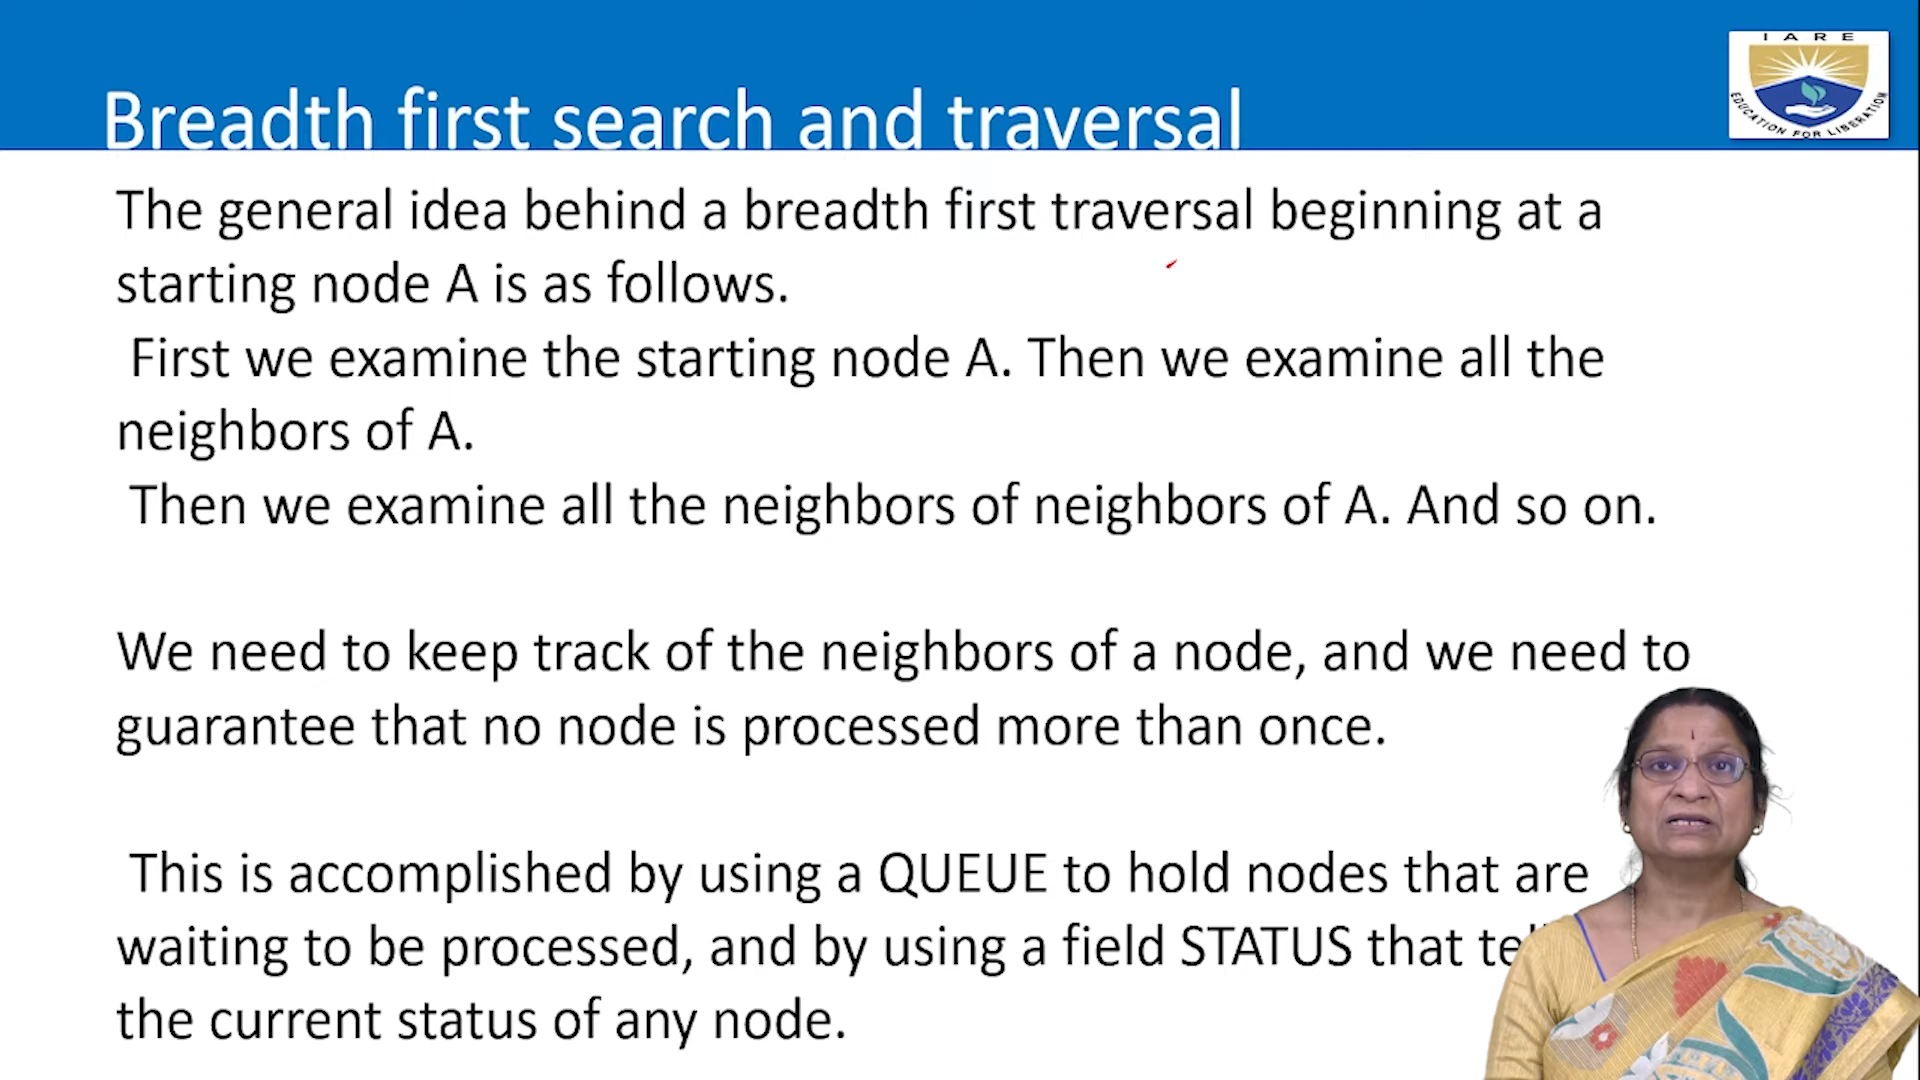 IARE
EDUCATION FOR LIBERATION
Breadth first search and traversal
The general idea behind a breadth first traversal beginning at a
starting node A is as follows.
First we examine the starting node A. Then we examine all the
neighbors of A.
Then we examine all the neighbors of neighbors of A. And so on.
We need to keep track of the neighbors of a node, and we need to
guarantee that no node is processed more than once.
This is accomplished by using a QUEUE to hold nodes that are
waiting to be processed, and by using a field STATUS that
the current status of any node.